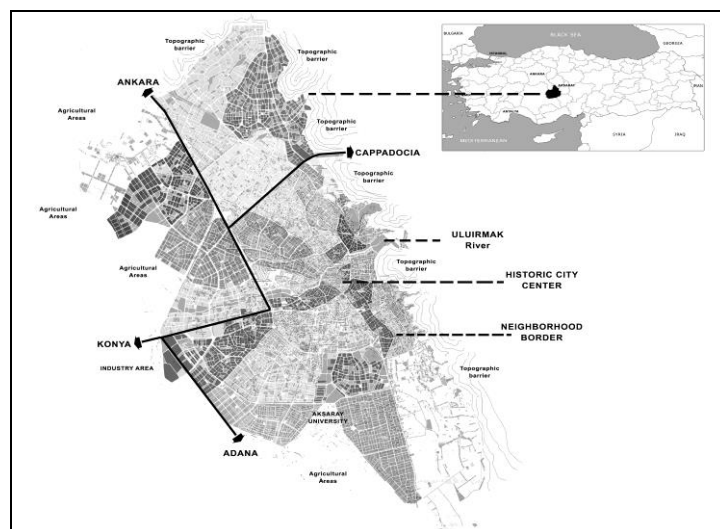 Topographic
barrier
Topographic
barrier
ANKARA
Agricultural
Areas
Topographic
barrier
CAPPADOCIA
Topographic
barrier
Agricultural
Areas
ULUIRMAK
River
Topographic
barrier
Agricultural
Areas
HISTORIC CITY
CENTER
NEIGHBORHOOD
BORDER
KONYA
INDUSTRY AREA
Topographic
barrier
AKSARAY
UNIVERSITY
ADANA
Agricultural
Areas
BLACK SEA
BULGARIA
GEORGIA
IRAN
SYRIA
IRAQ